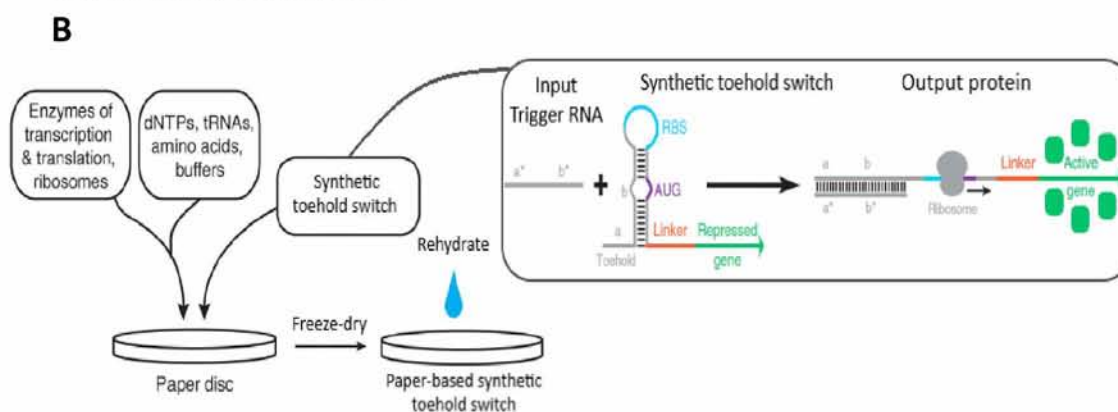 B
Enzymes of
transcription
& translation,
ribosomes
dNTPs, tRNAs,
amino acids,
buffers
Synthetic
toehold switch
Rehydrate
Freeze-dry
Paper disc
Paper-based synthetic
toehold switch
Input
Trigger RNA
Synthetic toehold switch
Output protein
a* b*
+
RBS
b
AUG
a
Toehold
Linker
Repressed
gene
a b
a* b*
Ribosome
Linker
Active
gene